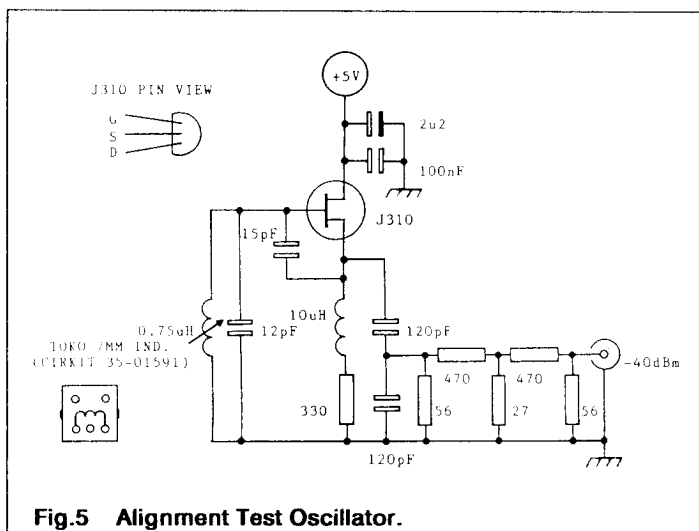 +5V
J310 PIN VIEW
G
S
D
2u2
100nF
J310
15pF
0.75uH
TOKO 7MM IND.
(CIRKIT 35-01591)
12pF
10uH
120pF
-40dBm
470
470
330
56
27
56
120pF
Fig.5 Alignment Test Oscillator.